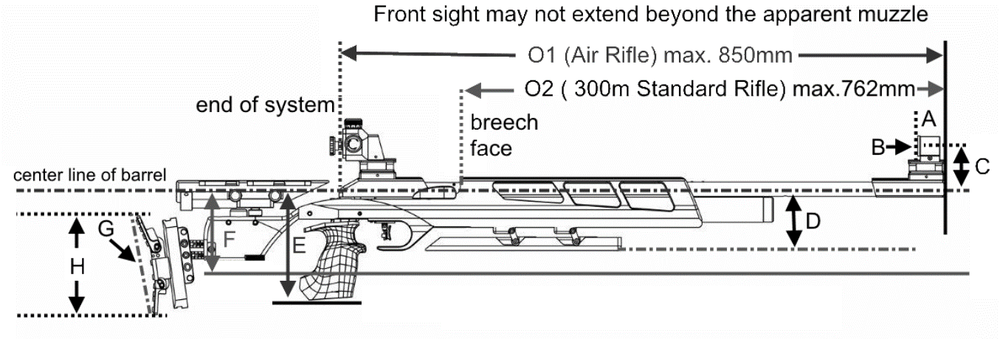 Front sight may not extend beyond the apparent muzzle
O1 (Air Rifle) max. 850mm
O2 ( 300m Standard Rifle) max.762mm
end of system
breech
face
A
B
C
center line of barrel
D
G
F
E
H